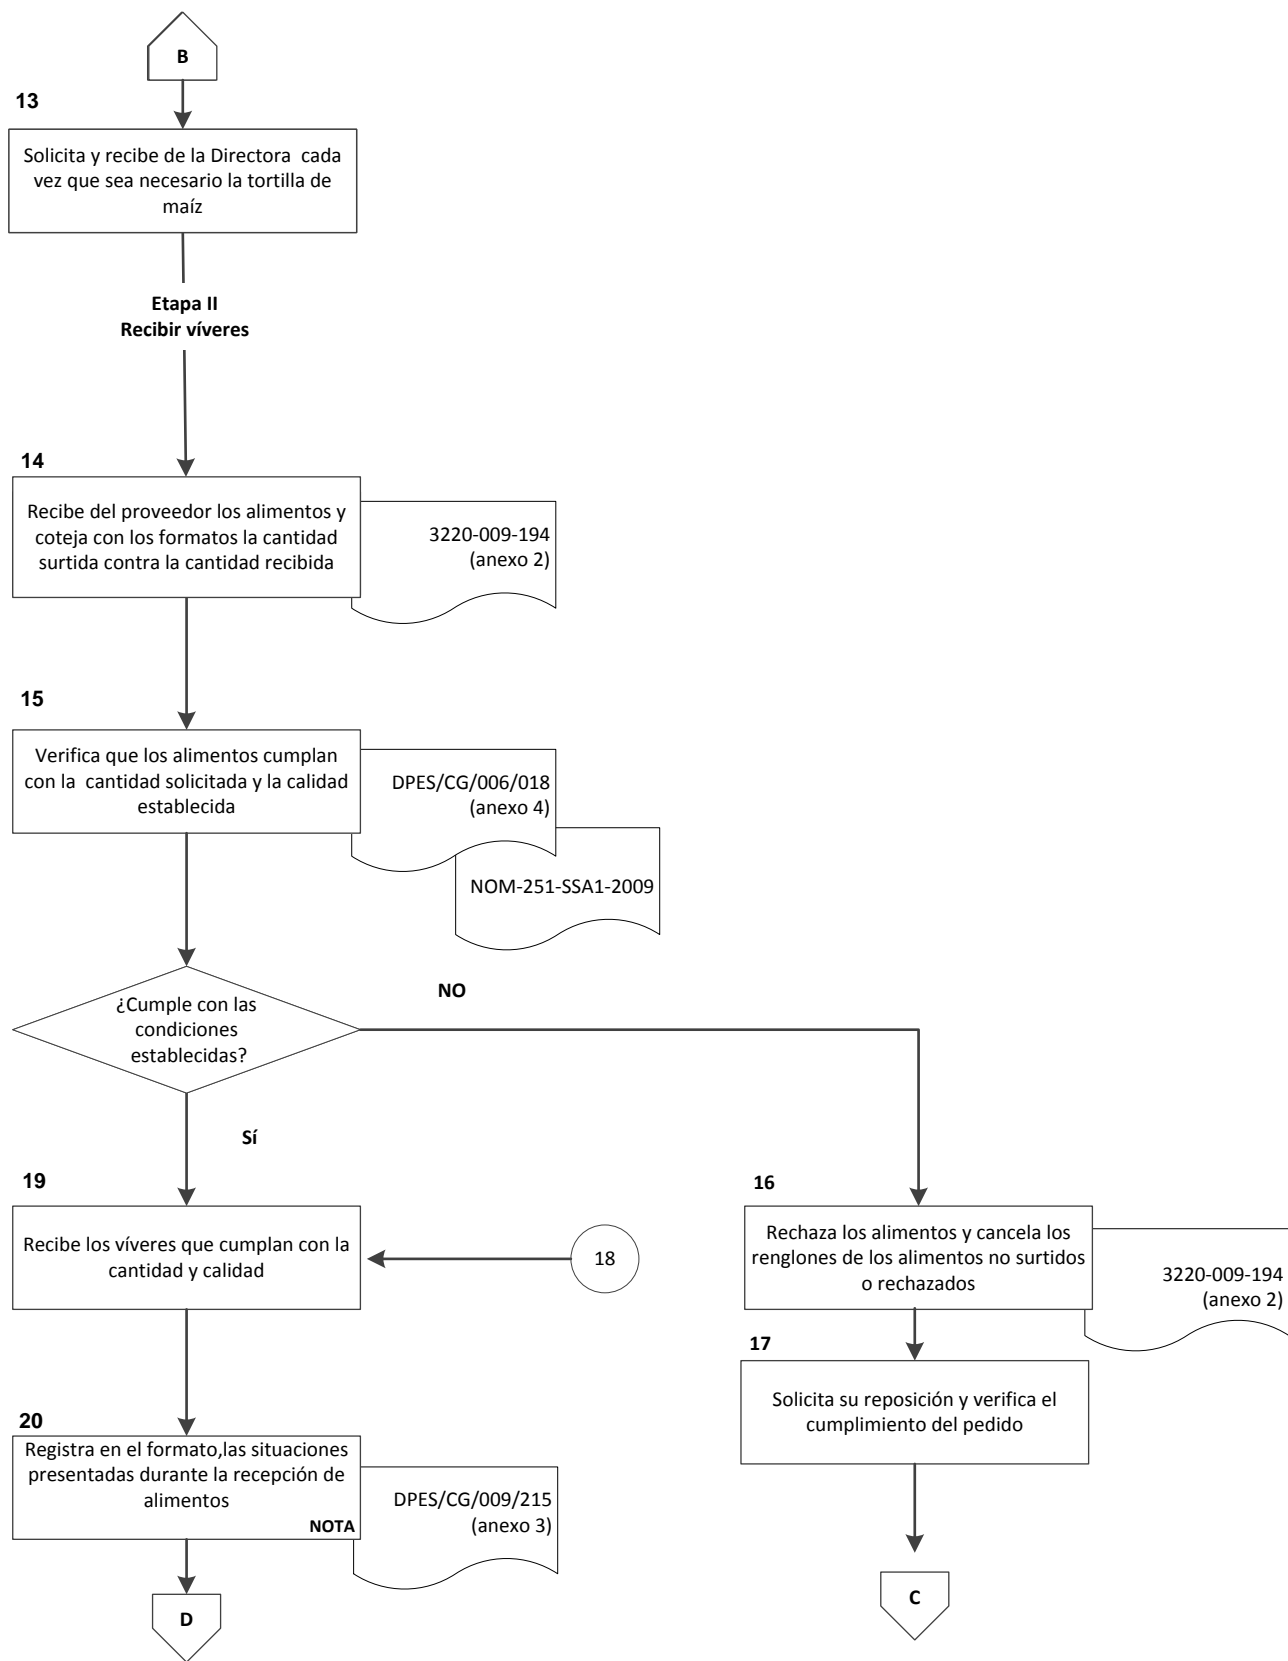 B
13
Solicita y recibe de la Directora cada
vez que sea necesario la tortilla de
maíz
Etapa II
Recibir víveres
14
Recibe del proveedor los alimentos y
coteja con los formatos la cantidad
surtida contra la cantidad recibida
3220-009-194
(anexo 2)
15
Verifica que los alimentos cumplan
con la cantidad solicitada y la calidad
establecida
DPES/CG/006/018
(anexo 4)
NOM-251-SSA1-2009
¿Cumple con las
condiciones
establecidas?
NO
Sí
19
Recibe los víveres que cumplan con la
cantidad y calidad
18
16
Rechaza los alimentos y cancela los
renglones de los alimentos no surtidos
o rechazados
3220-009-194
(anexo 2)
17
Solicita su reposición y verifica el
cumplimiento del pedido
20
Registra en el formato,las situaciones
presentadas durante la recepción de
alimentos
NOTA
DPES/CG/009/215
(anexo 3)
D
C